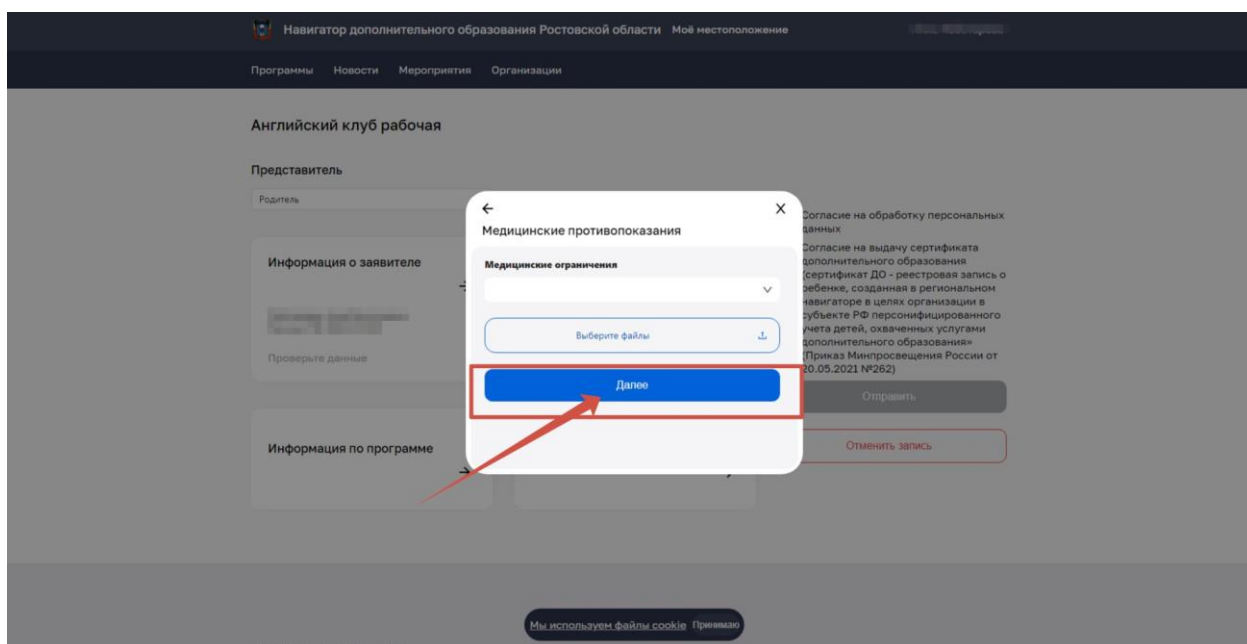 Навигатор дополнительного образования Ростовской области Моё местоположение
Программы Новости Мероприятия Организации
Английский клуб рабочая
Представитель
Родитель
Медицинские противопоказания
Медицинские ограничения
Выберите файлы
Далее
Информация о заявителе
Проверьте данные
Информация по программе
Согласие на обработку персональных
данных
Согласие на выдачу сертификата
дополнительного образования
(сертификат ДО - реестровая запись о
ребенке, созданная в региональном
навигаторе в целях организации в
субъекте РФ персонифицированного
учета детей, охваченных услугами
дополнительного образования»
(Приказ Минпросвещения России от
20.05.2021 №262)
Отправить
Отменить запись
Мы используем файлы cookie Принимаю